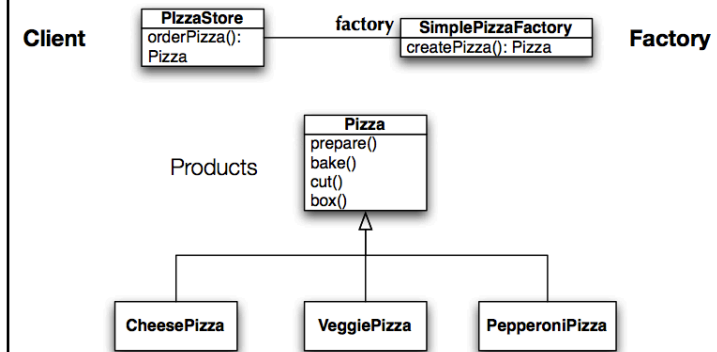 Client
PIzzaStore
orderPizza():
Pizza
factory
SimplePizzaFactory
createPizza(): Pizza
Factory
Products
Pizza
prepare()
bake()
cut()
box()
CheesePizza
VeggiePizza
PepperoniPizza